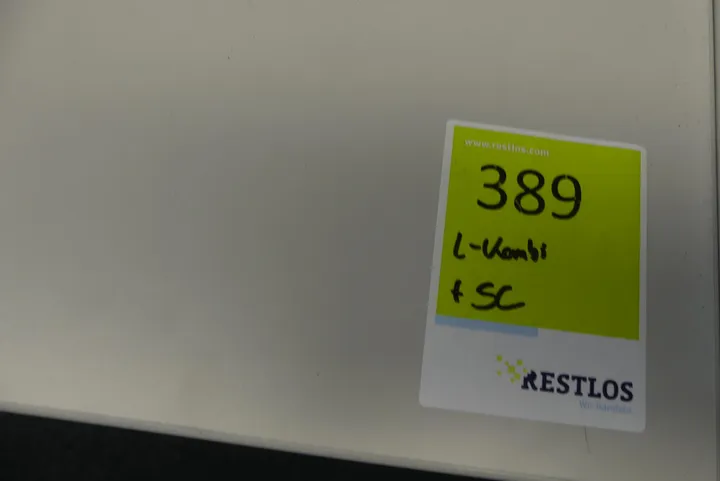 www.restlos.com
389
L-Kombi
+ SC
RESTLOS